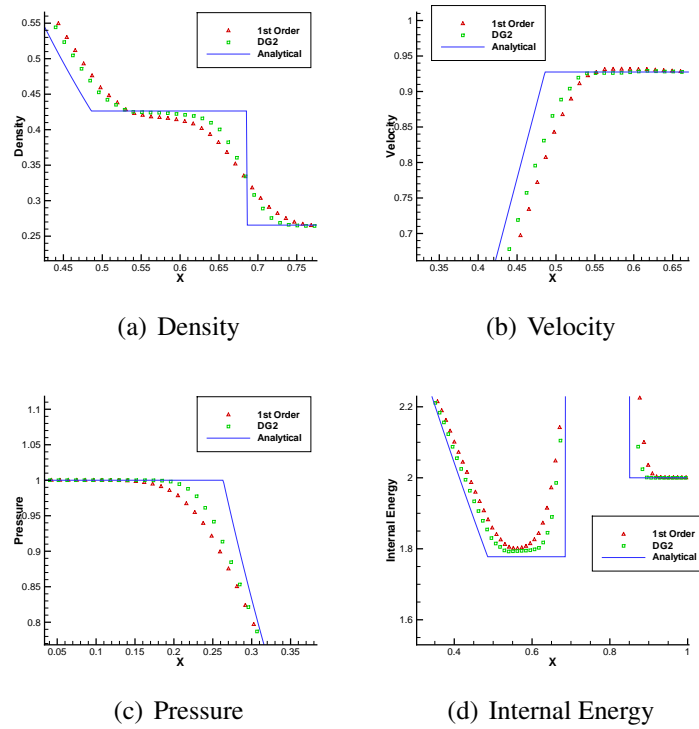 0.55
0.5
0.45
0.4
0.35
0.3
0.25
Density
0.45 0.5 0.55 0.6 0.65 0.7 0.75
X
1st Order
DG2
Analytical
(a) Density
0.95
0.9
0.85
0.8
0.75
0.7
Velocity
0.35 0.4 0.45 0.5 0.55 0.6 0.65
X
1st Order
DG2
Analytical
(b) Velocity
1.1
1.05
1
0.95
0.9
0.85
0.8
Pressure
0.05 0.1 0.15 0.2 0.25 0.3 0.35
X
1st Order
DG2
Analytical
(c) Pressure
2.2
2
1.8
1.6
Internal Energy
0.4 0.6 0.8 1
X
1st Order
DG2
Analytical
(d) Internal Energy